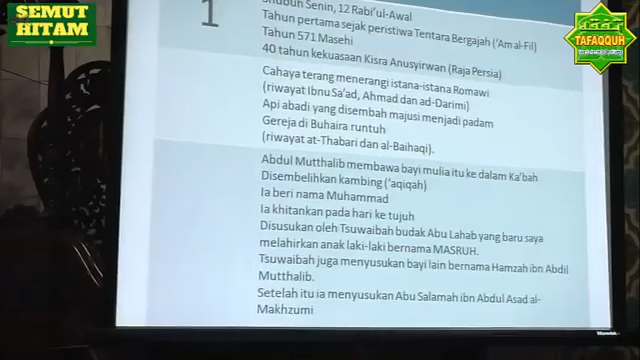 SEMUT
HITAM
TAFAQQUH
1
Shubuh Senin, 12 Rabi'ul-Awal
Tahun pertama sejak peristiwa Tentara Bergajah ('Am al-Fil)
Tahun 571 Masehi
40 tahun kekuasaan Kisra Anusyirwan (Raja Persia)
Cahaya terang menerangi istana-istana Romawi
(riwayat Ibnu Sa'ad, Ahmad dan ad-Darimi)
Api abadi yang disembah majusi menjadi padam
Gereja di Buhaira runtuh
(riwayat at-Thabari dan al-Baihaqi).
Abdul Mutthalib membawa bayi mulia itu ke dalam Ka'bah
Disembelihkan kambing ('aqiqah)
Ia beri nama Muhammad
Ia khitankan pada hari ke tujuh
Disusukan oleh Tsuwaibah budak Abu Lahab yang baru saya
melahirkan anak laki-laki bernama MASRUH.
Tsuwaibah juga menyusukan bayi lain bernama Hamzah ibn Abdil
Mutthalib.
Setelah itu ia menyusukan Abu Salamah ibn Abdul Asad al-
Makhzumi